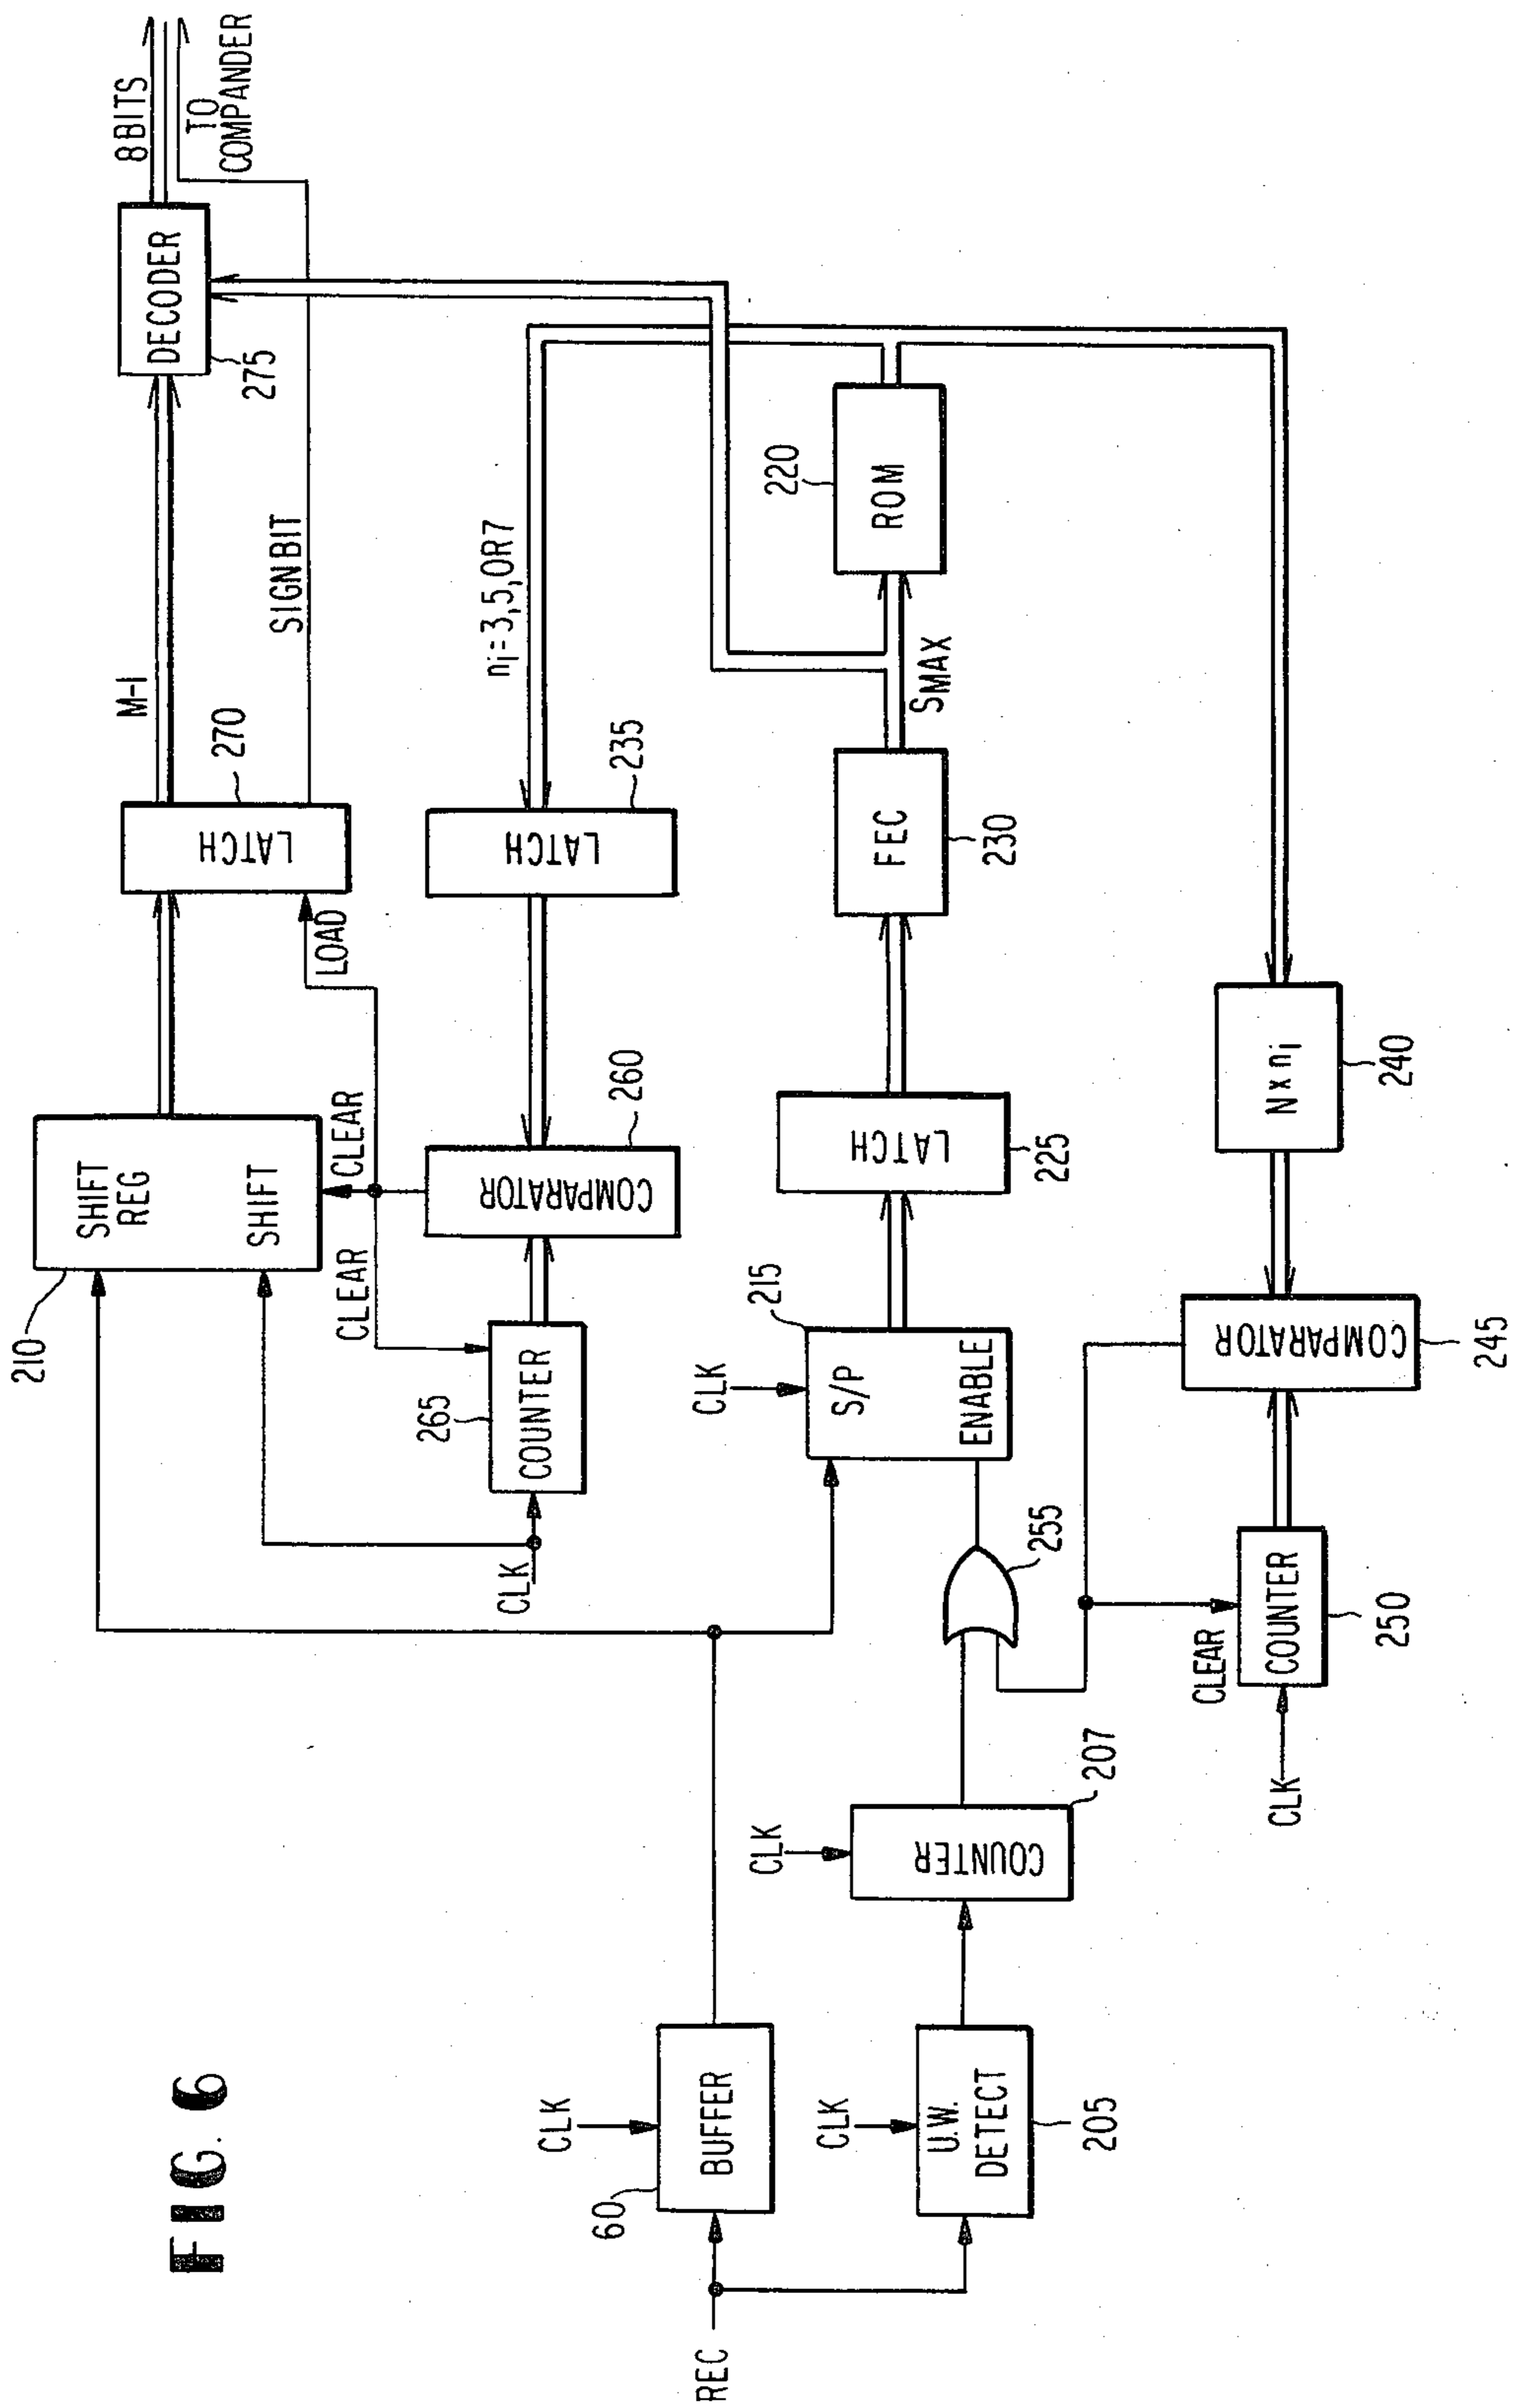 FIG. 6
REC
60
BUFFER
CLK
U.W.
DETECT
205
CLK
COUNTER
207
CLK
255
COUNTER
250
CLK
CLEAR
COMPARATOR
245
N x ni
240
S/P
ENABLE
215
CLK
LATCH
225
FEC
230
SMAX
ROM
220
ni = 3, 5, OR 7
LATCH
235
COMPARATOR
260
COUNTER
265
CLK
CLEAR
CLEAR
LOAD
SHIFT
REG
SHIFT
210
LATCH
270
M-1
SIGN BIT
DECODER
275
8 BITS
TO
COMPANDER